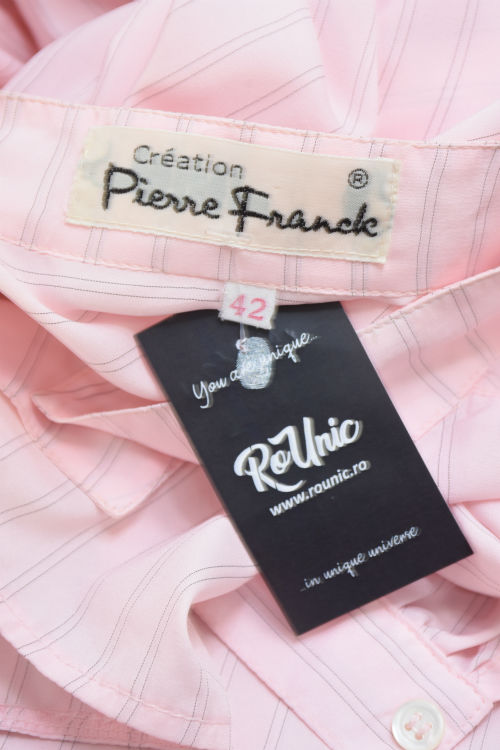 Création
Pierre Franck ®
42
You are unique...
RoUnic
www.rounic.ro
...in unique universe